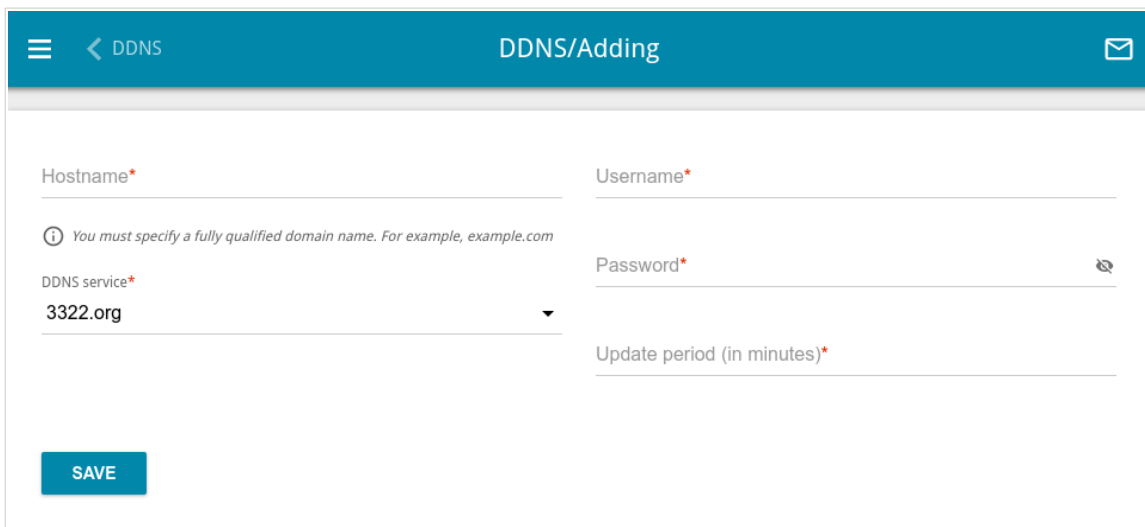 DDNS
DDNS/Adding
Hostname*
You must specify a fully qualified domain name. For example, example.com
DDNS service*
3322.org
Username*
Password*
Update period (in minutes)*
SAVE